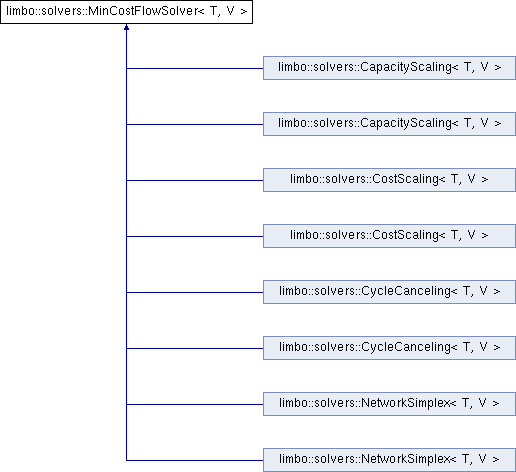 limbo::solvers::MinCostFlowSolver< T, V >
limbo::solvers::CapacityScaling< T, V >
limbo::solvers::CapacityScaling< T, V >
limbo::solvers::CostScaling< T, V >
limbo::solvers::CostScaling< T, V >
limbo::solvers::CycleCanceling< T, V >
limbo::solvers::CycleCanceling< T, V >
limbo::solvers::NetworkSimplex< T, V >
limbo::solvers::NetworkSimplex< T, V >